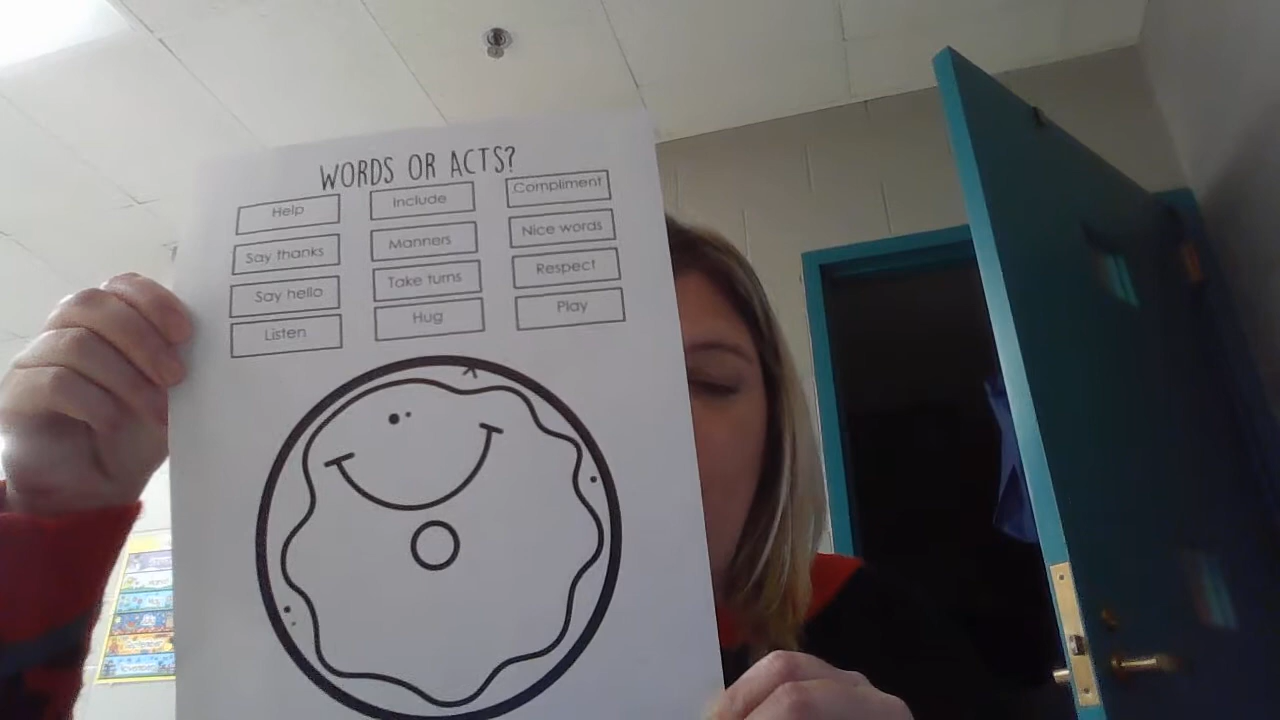 WORDS OR ACTS?
Help
Include
Compliment
Say thanks
Manners
Nice words
Say hello
Take turns
Respect
Listen
Hug
Play